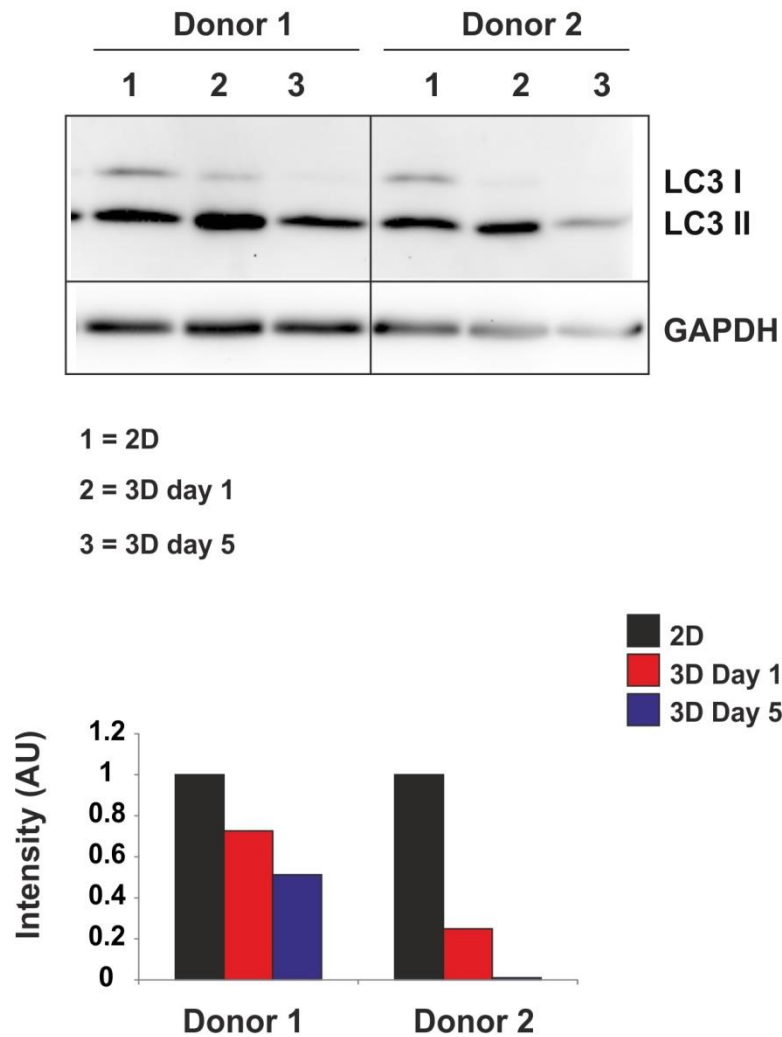 Donor 1 Donor 2
1 2 3 1 2 3
LC3 I
LC3 II
GAPDH
1 = 2D
2 = 3D day 1
3 = 3D day 5
2D
3D Day 1
3D Day 5
Intensity (AU)
1.2
1
0.8
0.6
0.4
0.2
0
Donor 1 Donor 2